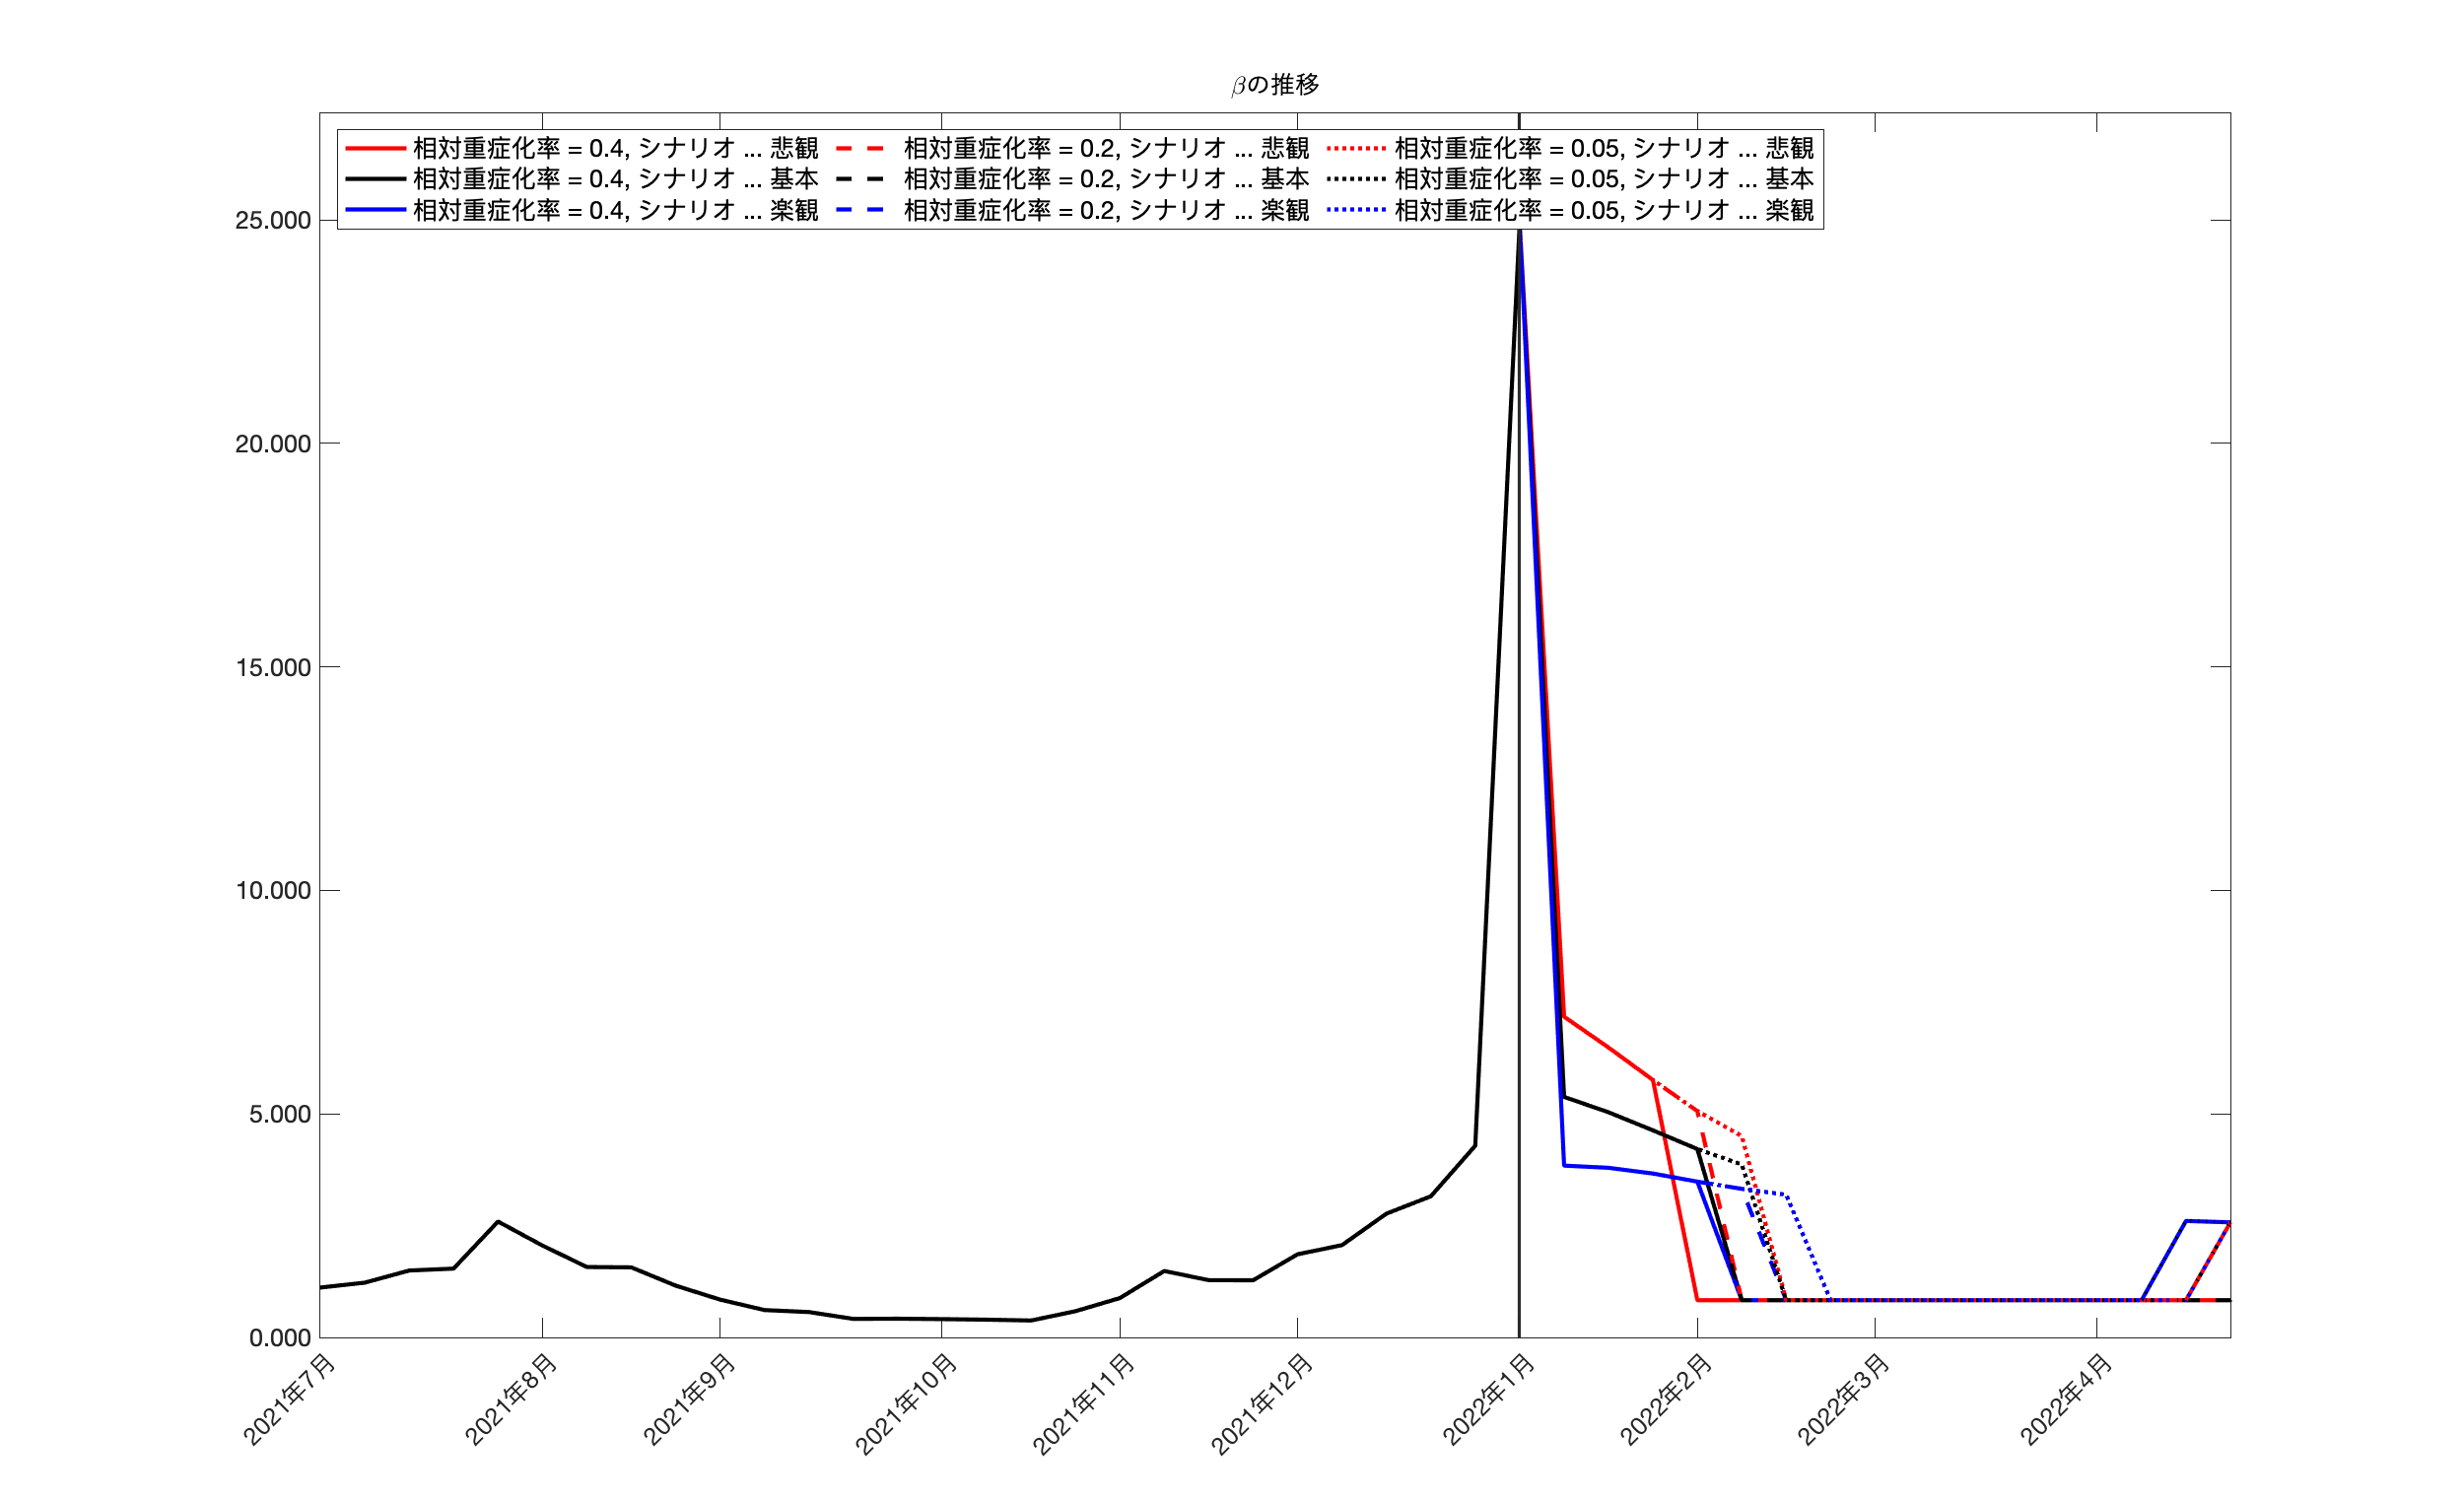 βの推移
相対重症化率 = 0.4, シナリオ ... 悲観
相対重症化率 = 0.4, シナリオ ... 基本
相対重症化率 = 0.4, シナリオ ... 楽観
相対重症化率 = 0.2, シナリオ ... 悲観
相対重症化率 = 0.2, シナリオ ... 基本
相対重症化率 = 0.2, シナリオ ... 楽観
相対重症化率 = 0.05, シナリオ ... 悲観
相対重症化率 = 0.05, シナリオ ... 基本
相対重症化率 = 0.05, シナリオ ... 楽観
25.000
20.000
15.000
10.000
5.000
0.000
2021年7月
2021年8月
2021年9月
2021年10月
2021年11月
2021年12月
2022年1月
2022年2月
2022年3月
2022年4月